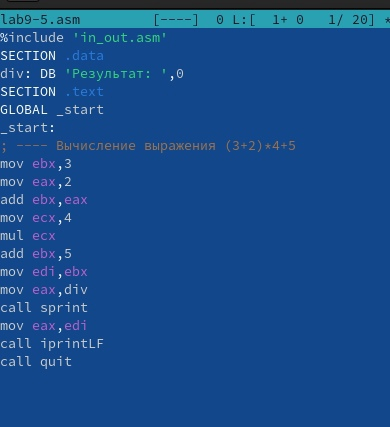 lab9-5.asm [----] 0 L:[ 1+ 0 1/ 20] *
%include 'in_out.asm'
SECTION .data
div: DB 'Результат: ',0
SECTION .text
GLOBAL _start
_start:
; ---- Вычисление выражения (3+2)*4+5
mov ebx,3
mov eax,2
add ebx,eax
mov ecx,4
mul ecx
add ebx,5
mov edi,ebx
mov eax,div
call sprint
mov eax,edi
call iprintLF
call quit